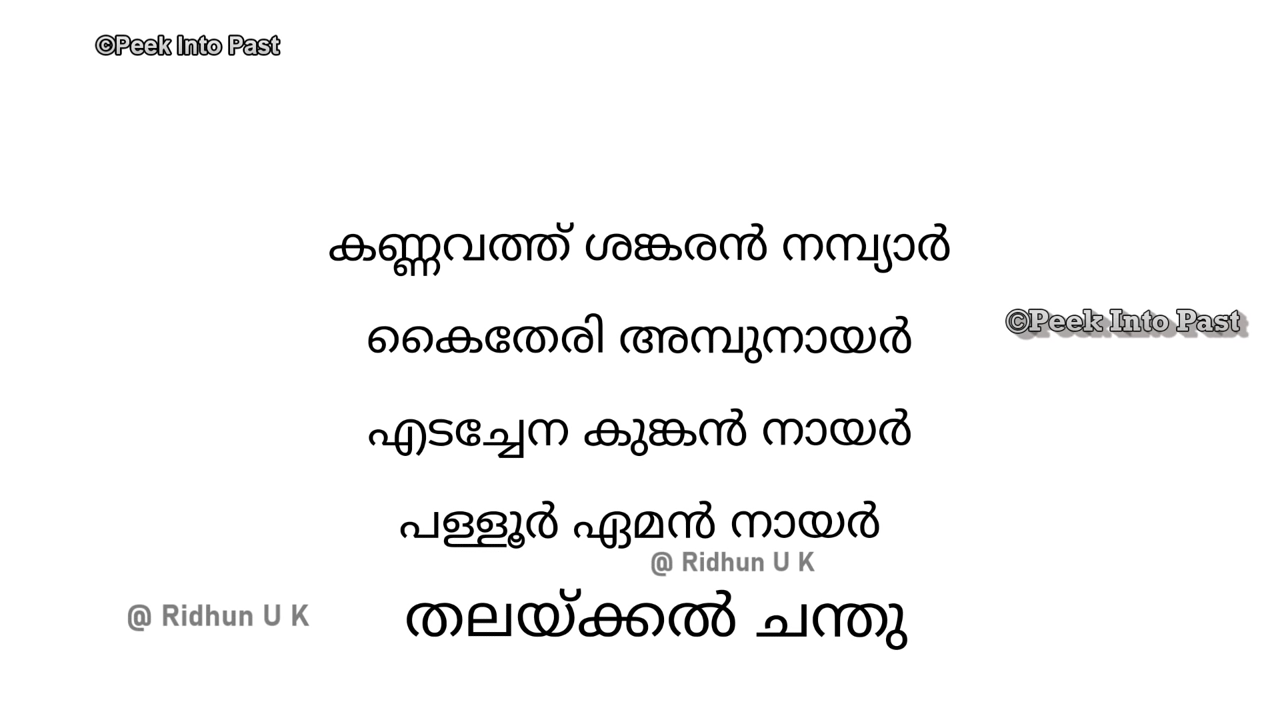 ©Peek Into Past
കണ്ണവത്ത് ശങ്കരൻ നമ്പ്യാർ
കൈതേരി അമ്പുനായർ
©Peek Into Past
എടച്ചേന കുങ്കൻ നായർ
പള്ളൂർ ഏമൻ നായർ
@ Ridhun U K
@ Ridhun U K
തലയ്ക്കൽ ചന്തു